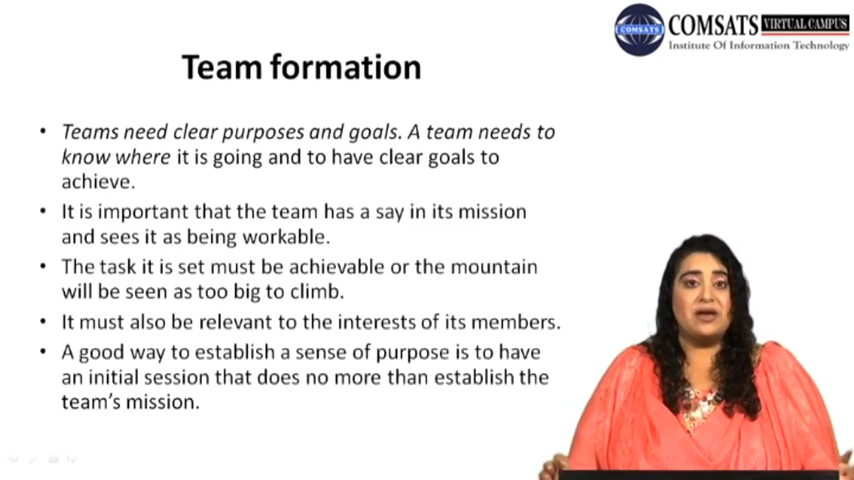 COMSATS
COMSATS VIRTUAL CAMPUS
Institute Of Information Technology
Team formation
• Teams need clear purposes and goals. A team needs to
know where it is going and to have clear goals to
achieve.
• It is important that the team has a say in its mission
and sees it as being workable.
• The task it is set must be achievable or the mountain
will be seen as too big to climb.
• It must also be relevant to the interests of its members.
• A good way to establish a sense of purpose is to have
an initial session that does no more than establish the
team's mission.